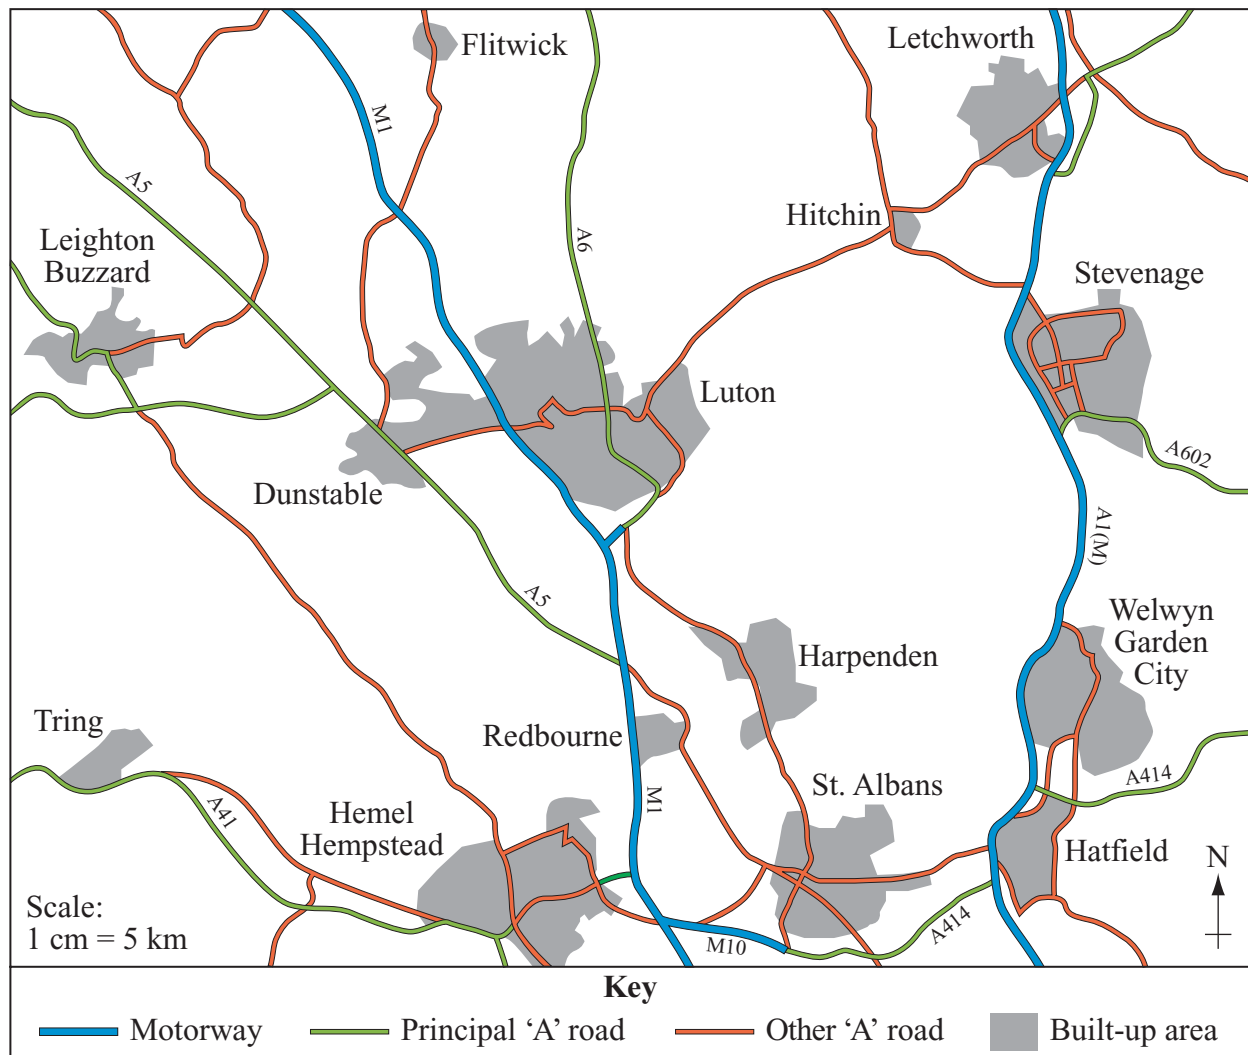 Flitwick
Letchworth
M1
A5
A6
Hitchin
Leighton
Buzzard
Stevenage
Luton
A602
Dunstable
A1(M)
A5
Welwyn
Garden
City
Harpenden
Tring
Redbourne
A414
St. Albans
M1
A41
Hemel
Hempstead
Hatfield
N
Scale:
1 cm = 5 km
A414
M10
Key
Motorway
Principal ‘A’ road
Other ‘A’ road
Built-up area